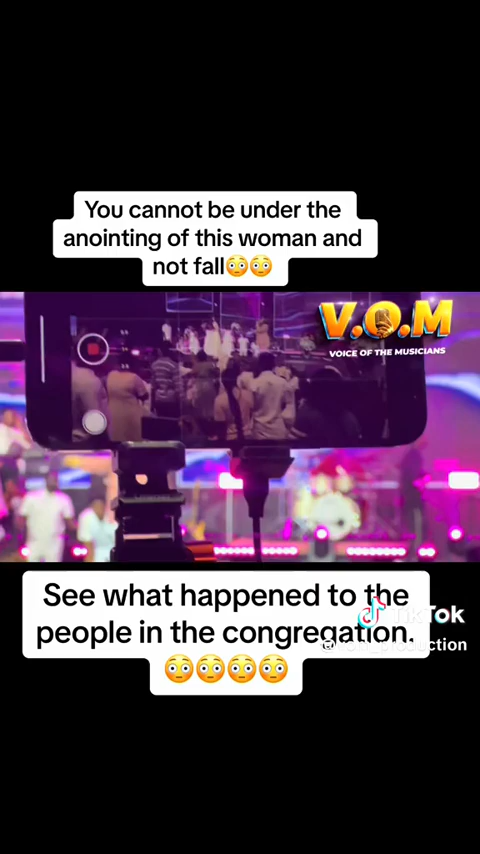 You cannot be under the
anointing of this woman and
not fall😳😳
V.O.M
VOICE OF THE MUSICIANS
See what happened to the
people in the congregation.
😳😳😳😳
TikTok